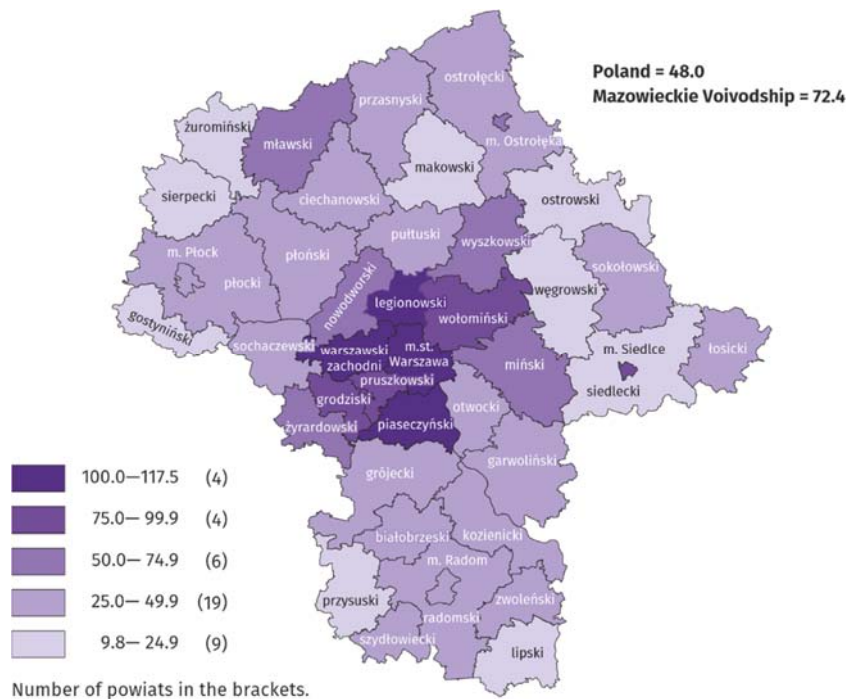 Poland = 48.0
Mazowieckie Voivodship = 72.4
ostrołęcki
przasnyski
żuromiński
mławski
m. Ostrołęka
makowski
sierpecki
ciechanowski
ostrowski
pułtuski
wyszkowski
m. Płock
płoński
sokołowski
płocki
nowodworski
legionowski
węgrowski
wołomiński
gostyniński
sochaczewski
warszawski
zachodni
m.st.
Warszawa
m. Siedlce
łosicki
miński
pruszkowski
siedlecki
grodziski
otwocki
żyrardowski
piaseczyński
garwoliński
grójecki
białobrzeski
kozienicki
m. Radom
przysuski
zwoleński
radomski
szydłowiecki
lipski
100.0—117.5 (4)
75.0— 99.9 (4)
50.0— 74.9 (6)
25.0— 49.9 (19)
9.8— 24.9 (9)
Number of powiats in the brackets.